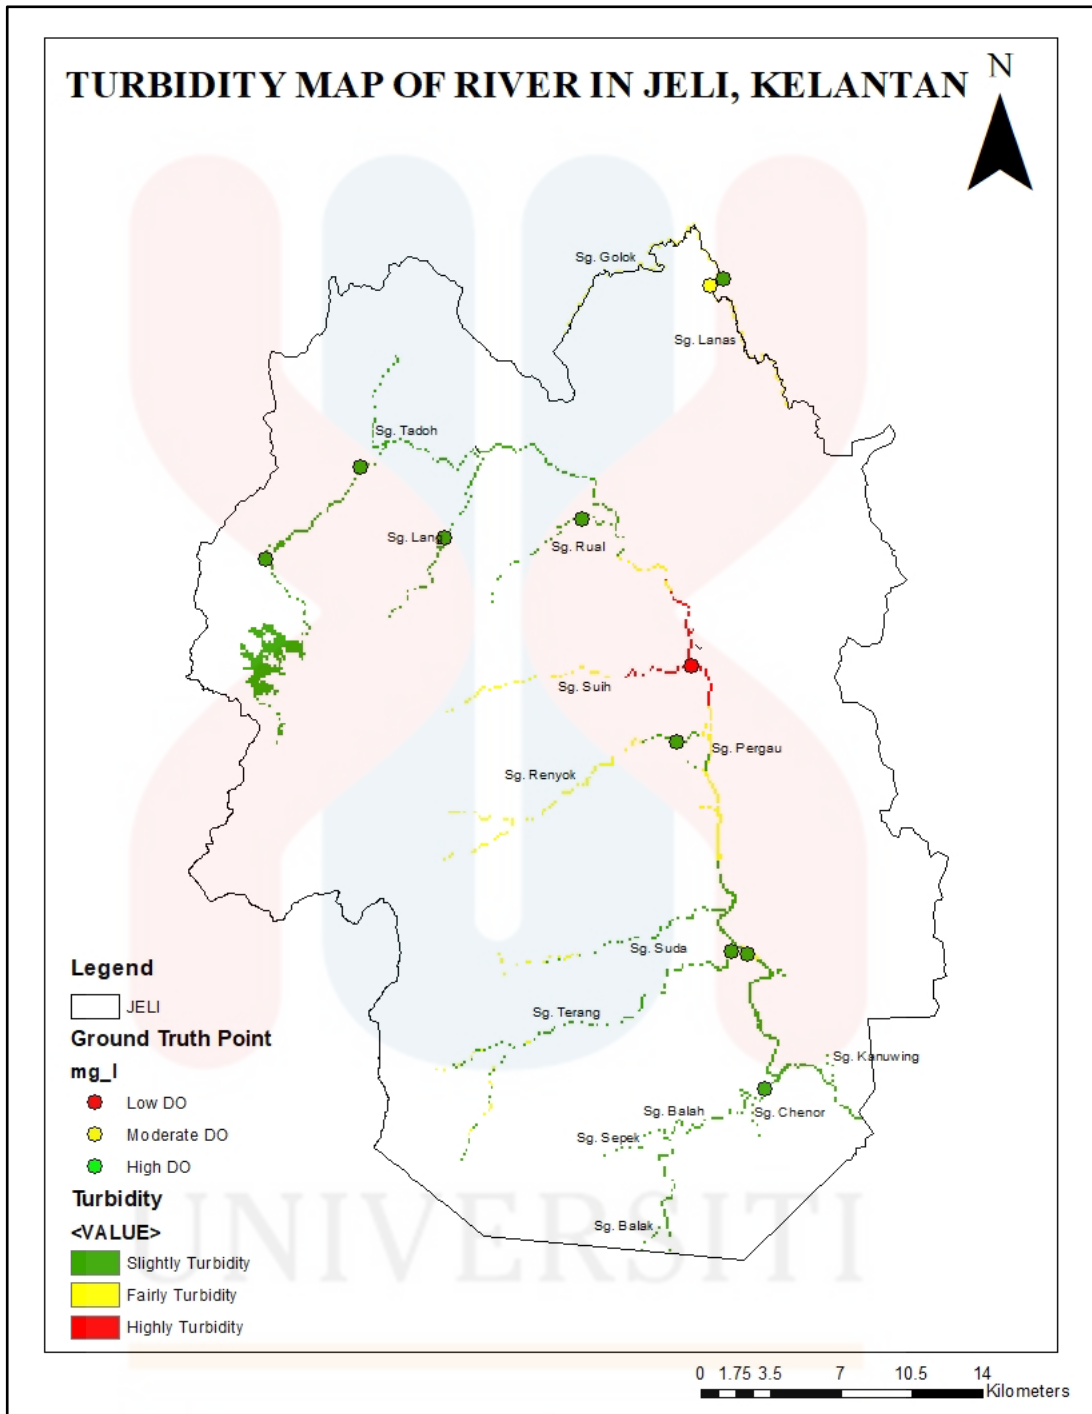 TURBIDITY MAP OF RIVER IN JELI, KELANTAN
N
Sg. Golok
Sg. Lanas
Sg. Tadoh
Sg. Lang
Sg. Rual
Sg. Suih
Sg. Pergau
Sg. Renyok
Sg. Suda
Sg. Terang
Sg. Kanuwing
Sg. Balah
Sg. Chenor
Sg. Sepek
Sg. Balak
Legend
JELI
Ground Truth Point
mg_l
Low DO
Moderate DO
High DO
Turbidity
<VALUE>
Slightly Turbidity
Fairly Turbidity
Highly Turbidity
UNIVERSITI
0 1.75 3.5 7 10.5 14
Kilometers